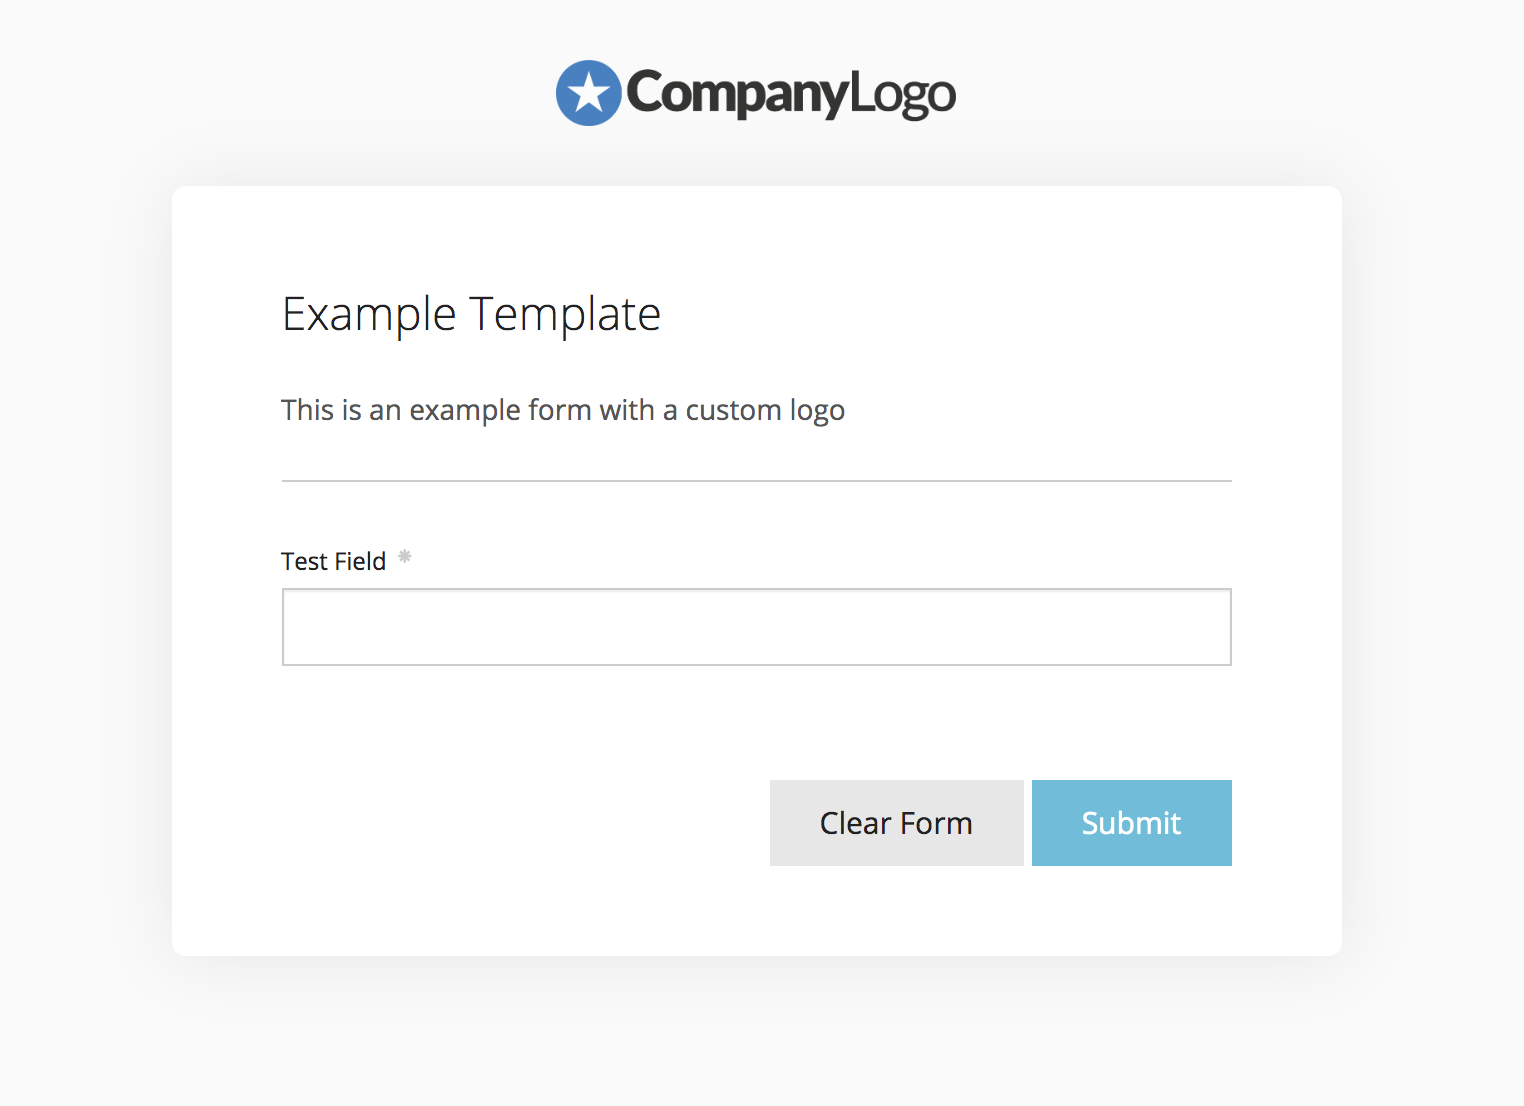 CompanyLogo
Example Template
This is an example form with a custom logo
Test Field *
Clear Form
Submit